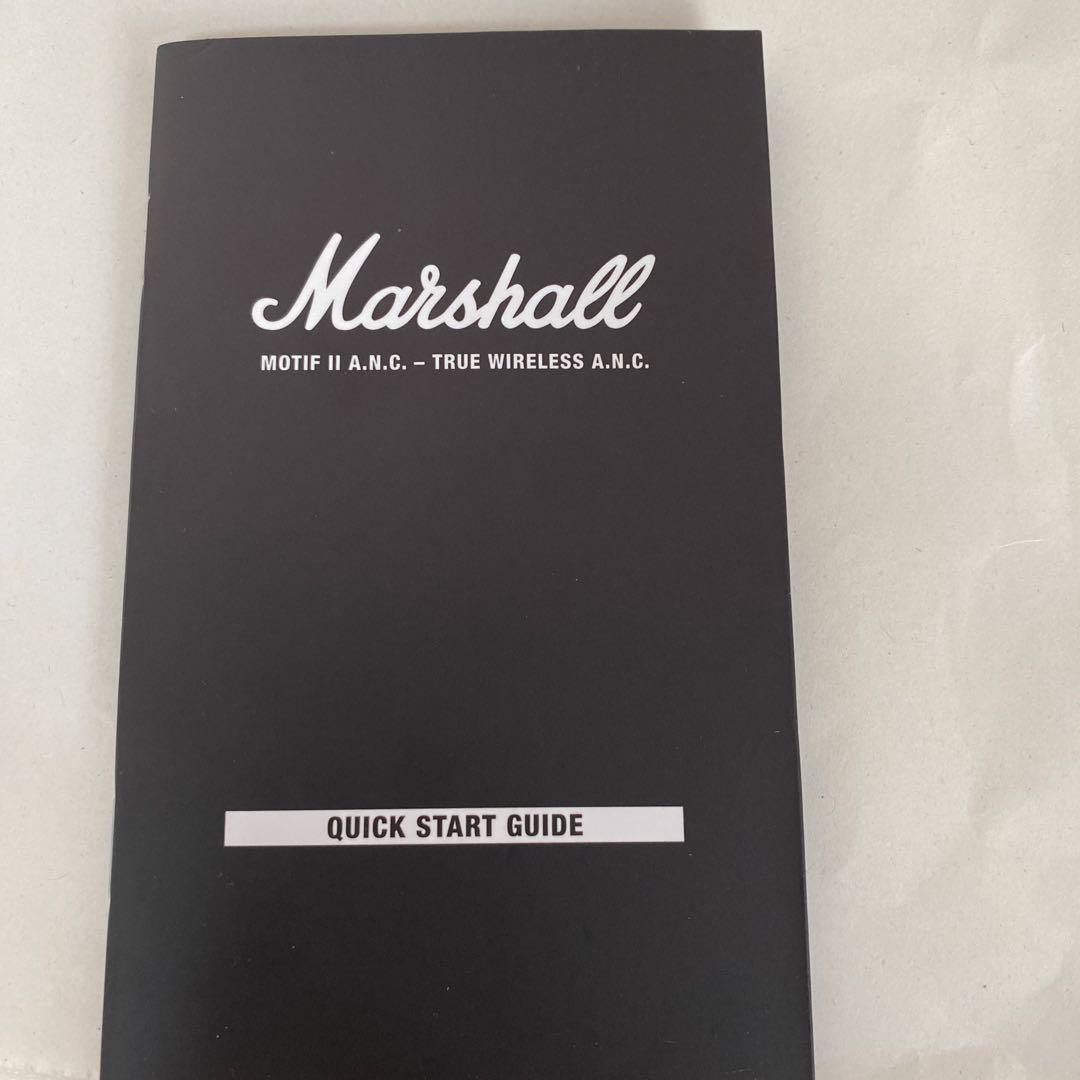 Marshall
MOTIF II A.N.C. – TRUE WIRELESS A.N.C.
QUICK START GUIDE